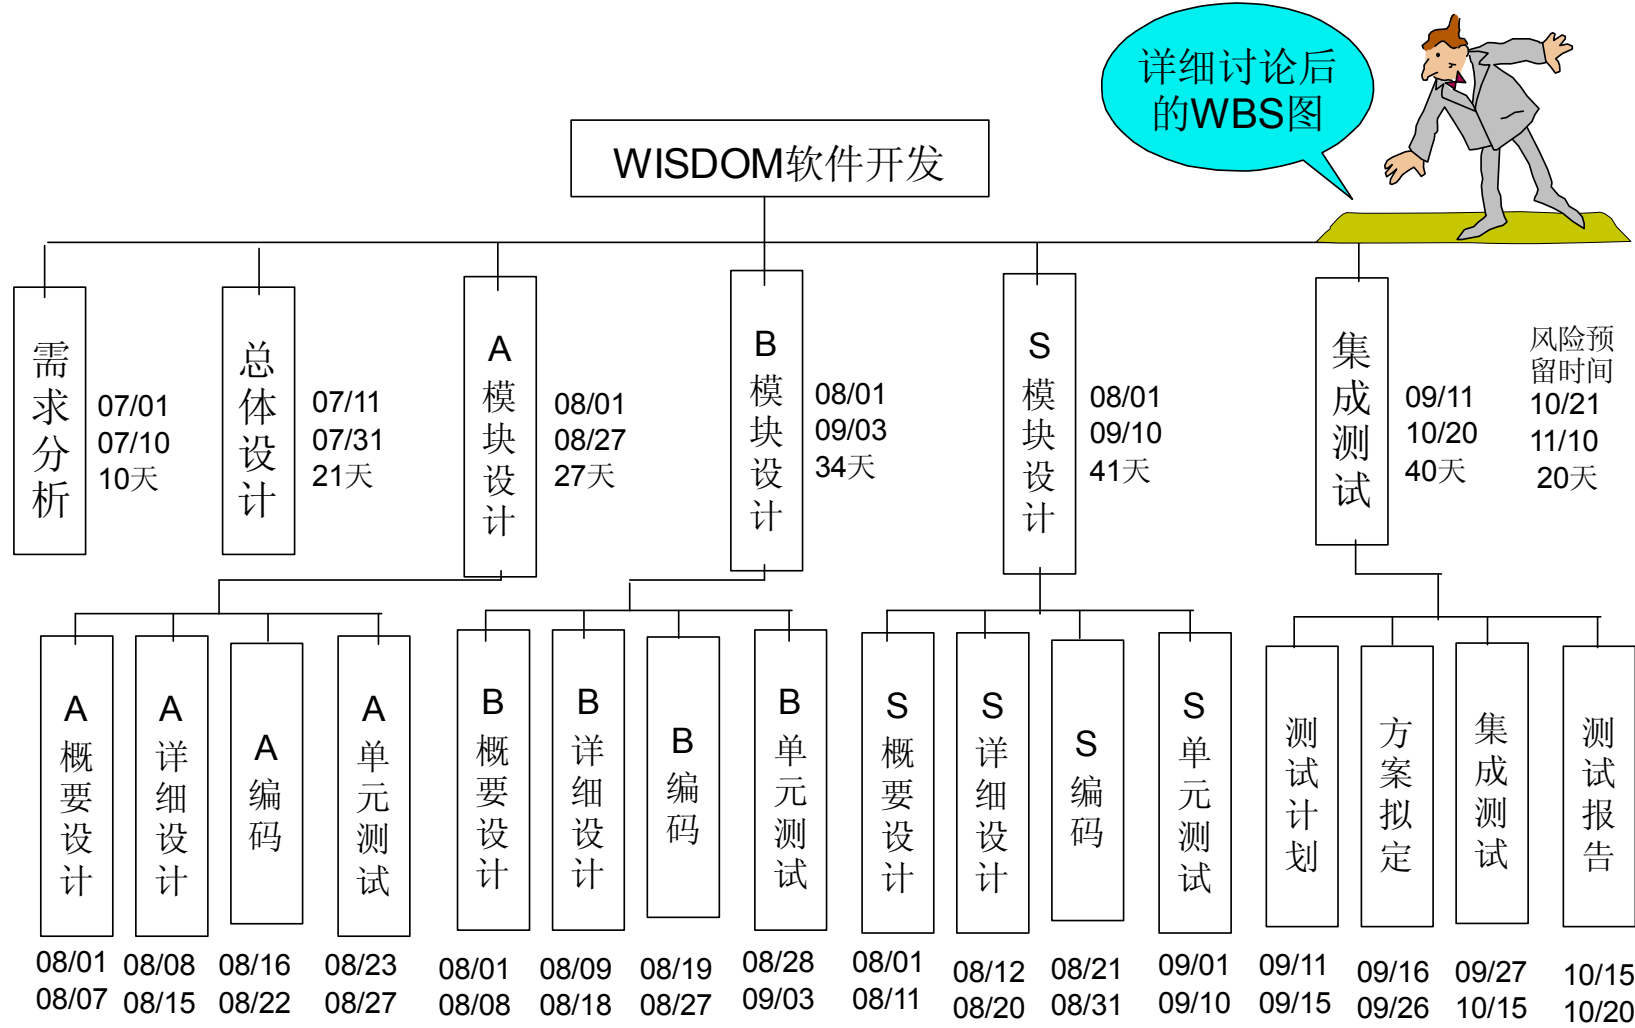 详细讨论后
的WBS图
WISDOM软件开发
需求分析
07/01
07/10
10天
总体设计
07/11
07/31
21天
A模块设计
08/01
08/27
27天
B模块设计
08/01
09/03
34天
S模块设计
08/01
09/10
41天
集成测试
09/11
10/20
40天
风险预
留时间
10/21
11/10
20天
A概要设计
08/01
08/07
A详细设计
08/08
08/15
A编码
08/16
08/22
A单元测试
08/23
08/27
B概要设计
08/01
08/08
B详细设计
08/09
08/18
B编码
08/19
08/27
B单元测试
08/28
09/03
S概要设计
08/01
08/11
S详细设计
08/12
08/20
S编码
08/21
08/31
S单元测试
09/01
09/10
测试计划
09/11
09/15
方案拟定
09/16
09/26
集成测试
09/27
10/15
测试报告
10/15
10/20